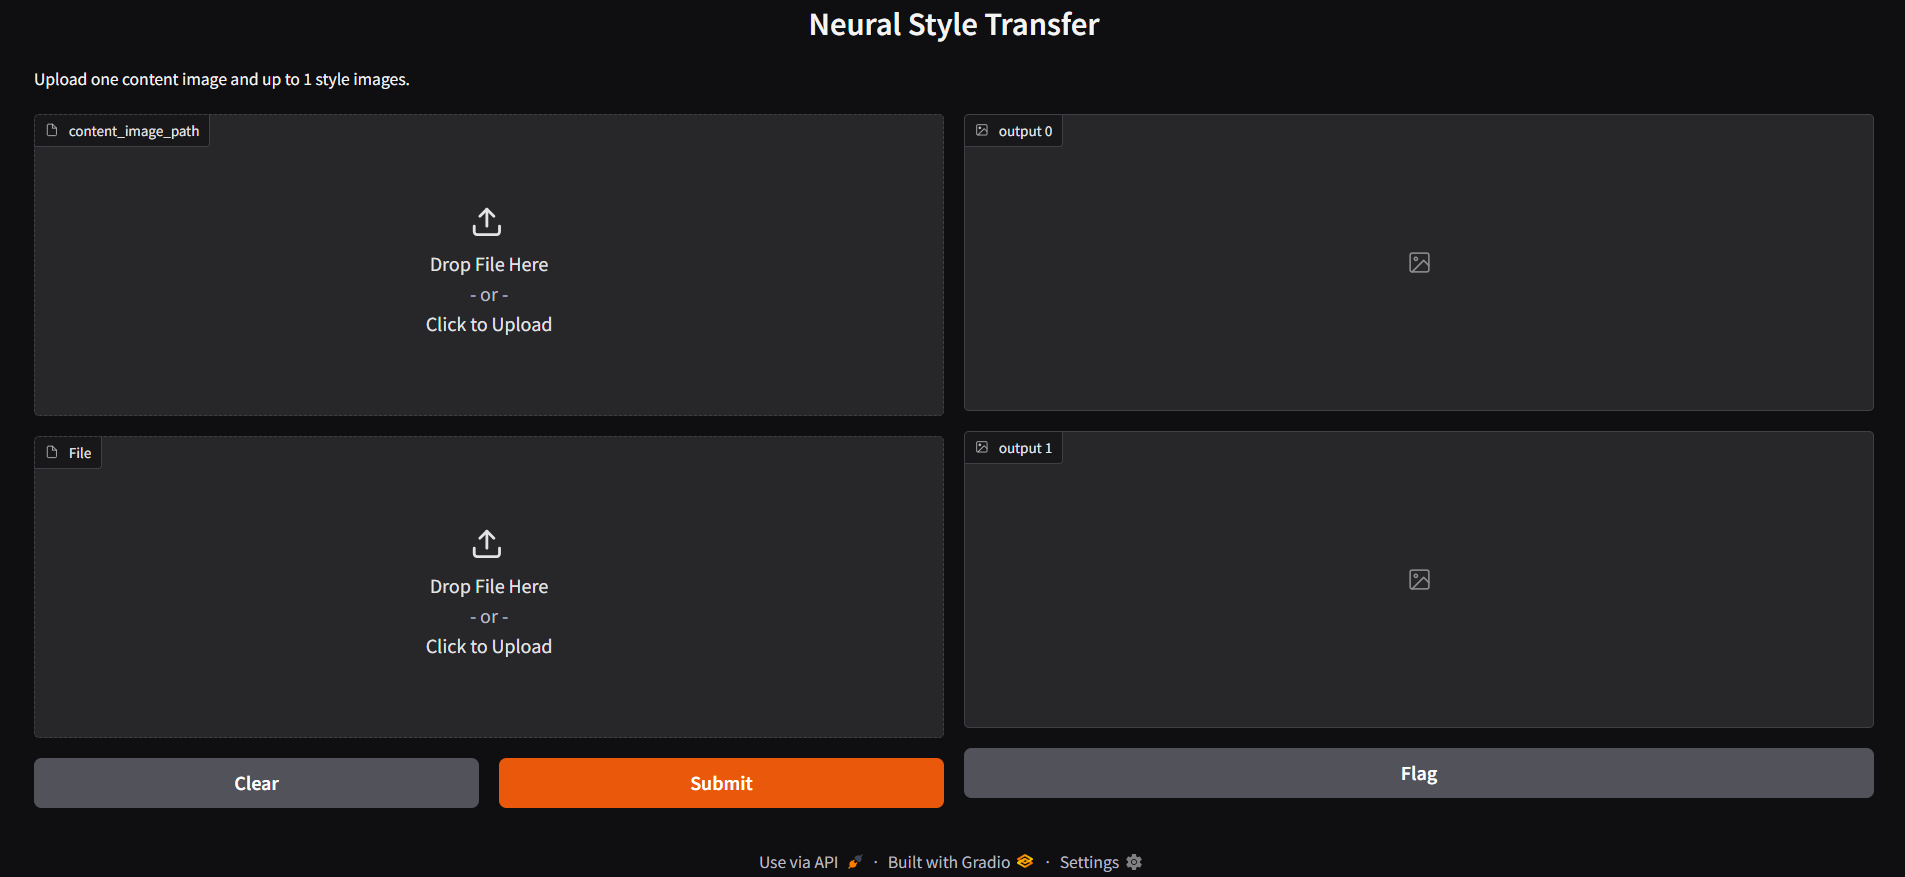 Neural Style Transfer
Upload one content image and up to 1 style images.
content_image_path
Drop File Here
- or -
Click to Upload
File
Drop File Here
- or -
Click to Upload
Clear
Submit
output 0
output 1
Flag
Use via API · Built with Gradio · Settings